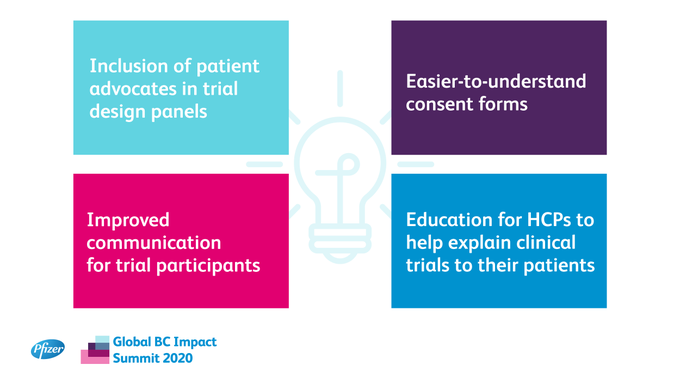 Inclusion of patient
advocates in trial
design panels
Easier-to-understand
consent forms
Improved
communication
for trial participants
Education for HCPs to
help explain clinical
trials to their patients
Pfizer
Global BC Impact
Summit 2020